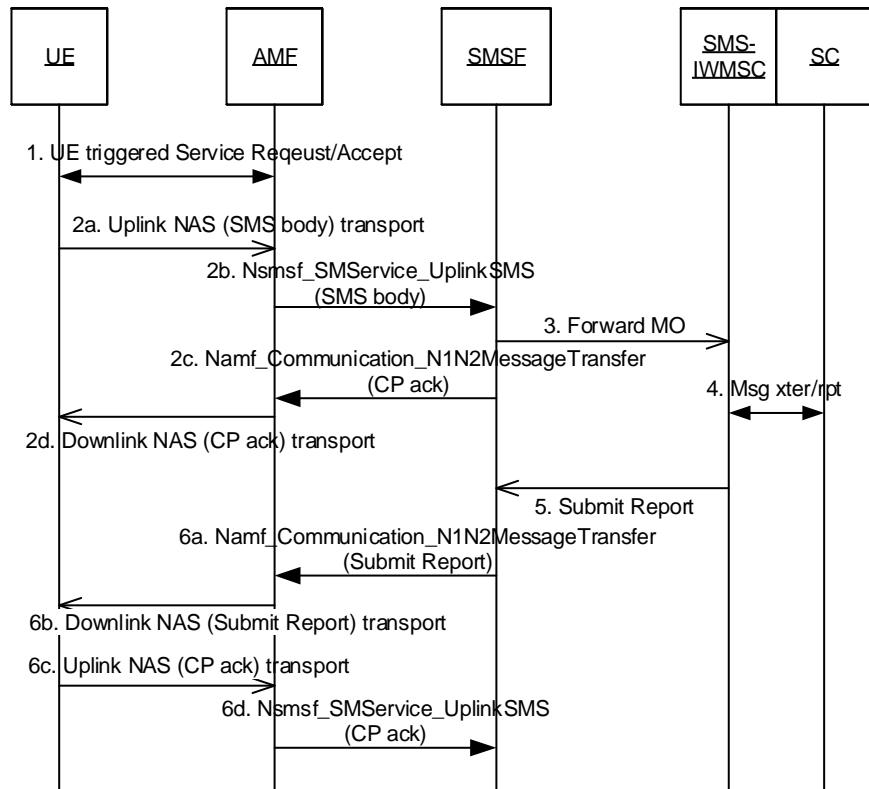 UE
AMF
SMSF
SMS-
IWMSC
SC
1. UE triggered Service Reqeust/Accept
2a. Uplink NAS (SMS body) transport
2b. Nsmsf_SMService_UplinkSMS
(SMS body)
3. Forward MO
2c. Namf_Communication_N1N2MessageTransfer
(CP ack)
4. Msg xter/rpt
2d. Downlink NAS (CP ack) transport
5. Submit Report
6a. Namf_Communication_N1N2MessageTransfer
(Submit Report)
6b. Downlink NAS (Submit Report) transport
6c. Uplink NAS (CP ack) transport
6d. Nsmsf_SMService_UplinkSMS
(CP ack)